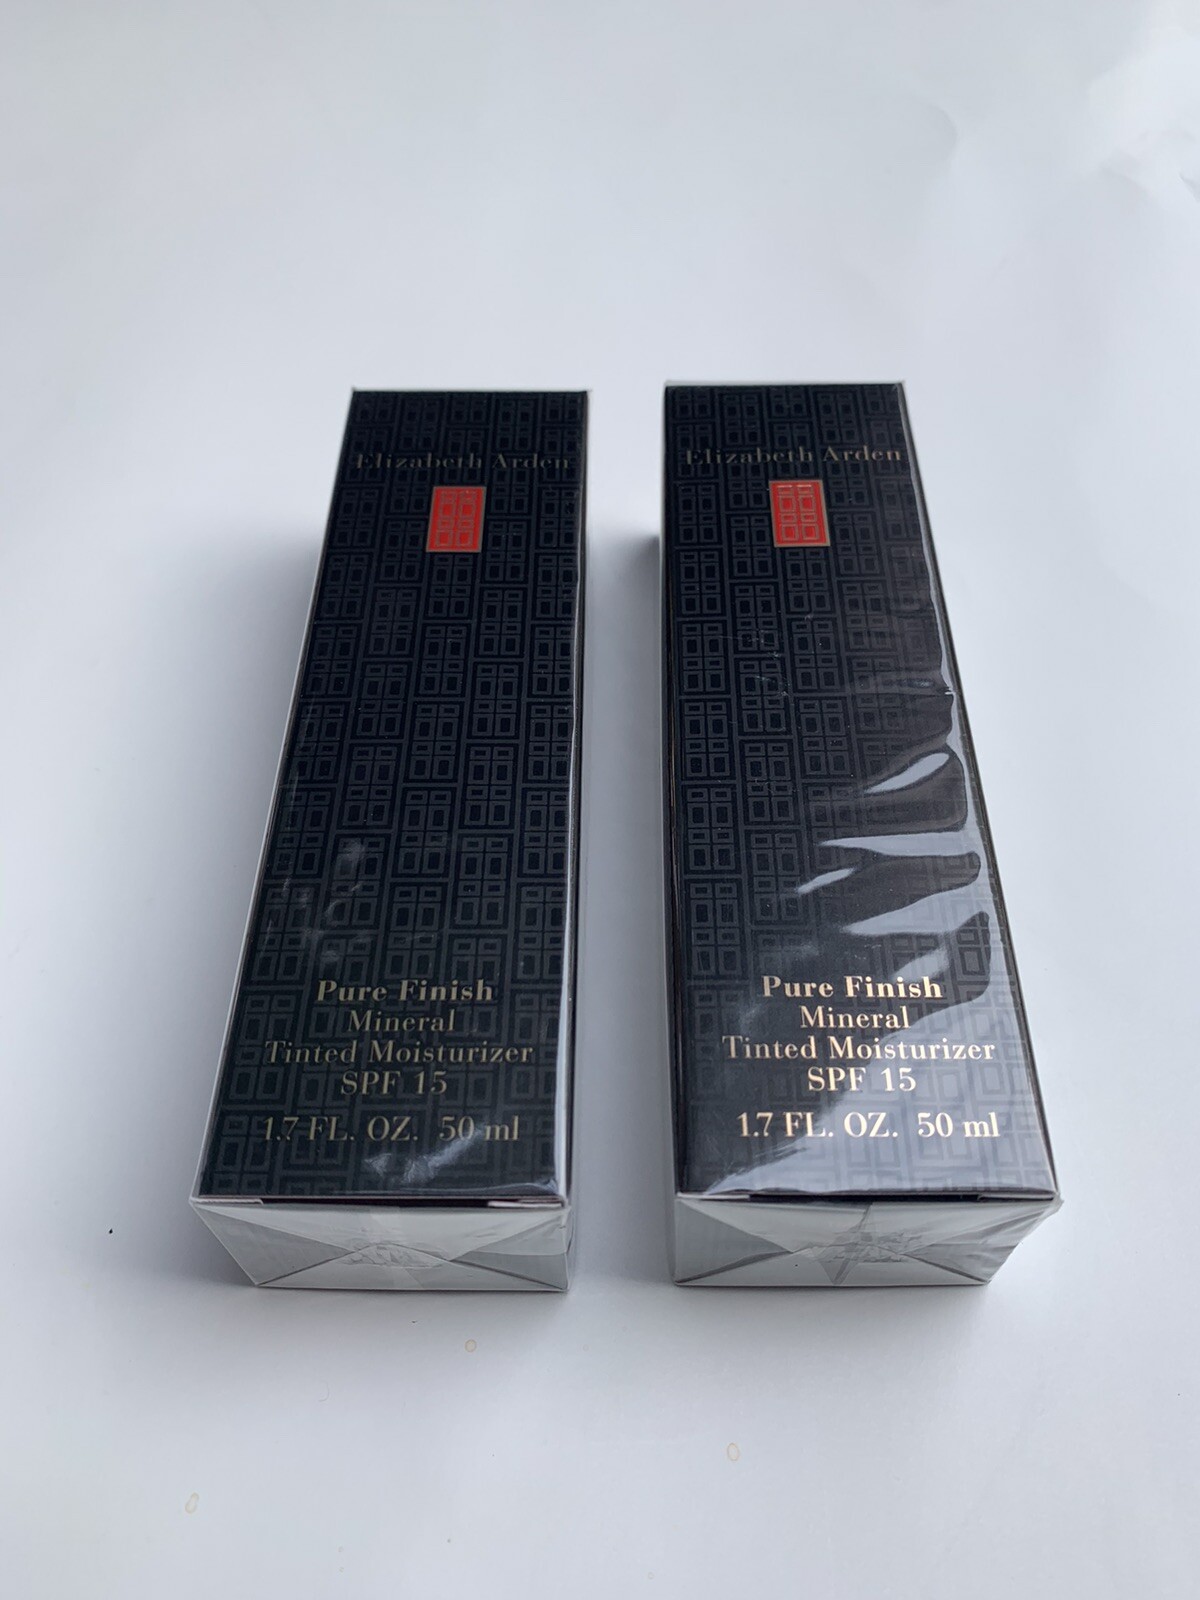 Elizabeth Arden
Pure Finish
Mineral
Tinted Moisturizer
SPF 15
1.7 FL. OZ. 50 ml
Elizabeth Arden
Pure Finish
Mineral
Tinted Moisturizer
SPF 15
1.7 FL. OZ. 50 ml